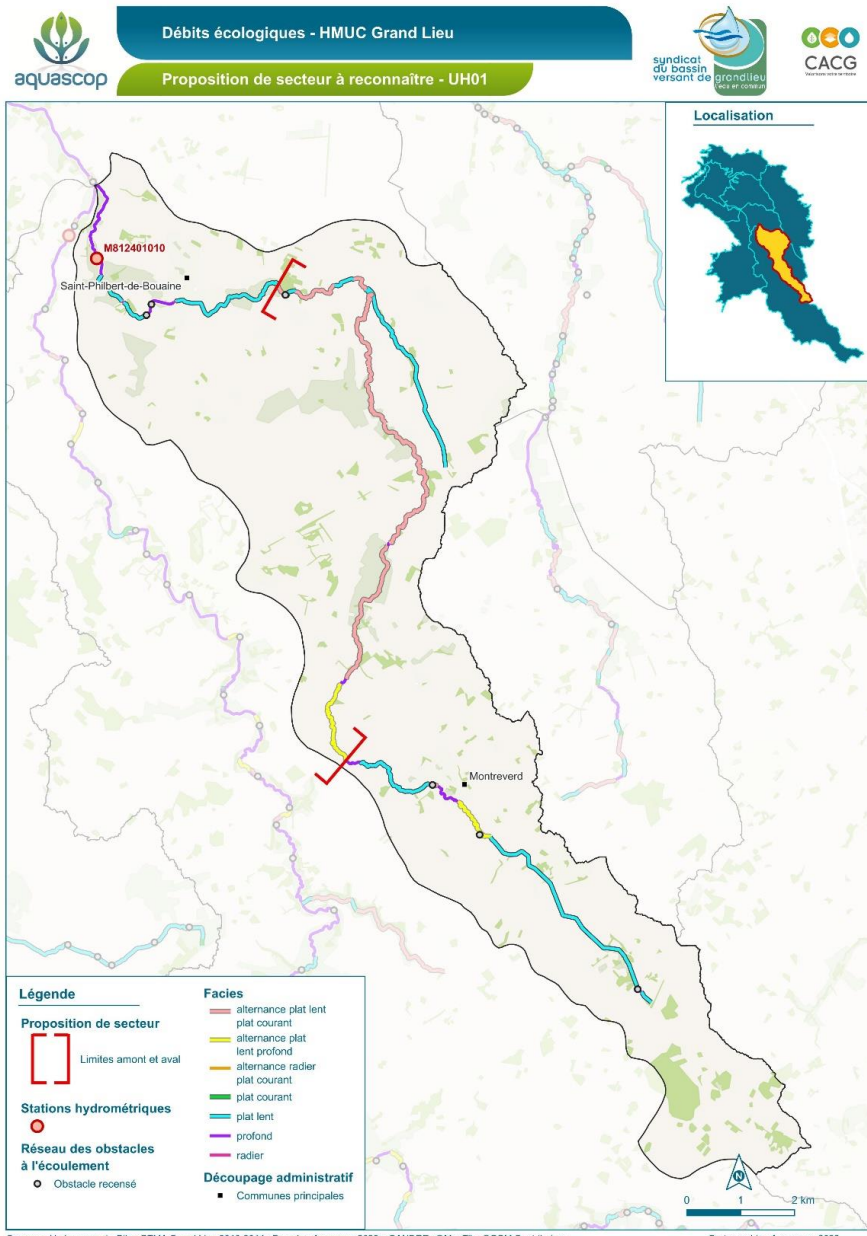 aquascop
Débits écologiques - HMUC Grand Lieu
Proposition de secteur à reconnaître - UH01
syndicat
du bassin
versant de
grandlieu
l'eau en commun
CACG
Localisation
M812401010
Saint-Philbert-de-Bouaine
Montreverd
Légende
Proposition de secteur
Limites amont et aval
Stations hydrométriques
Réseau des obstacles
à l'écoulement
Obstacle recensé
Facies
alternance plat lent
plat courant
alternance plat
lent profond
alternance radier
plat courant
plat courant
plat lent
profond
radier
Découpage administratif
Communes principales
N
0 1 2 km